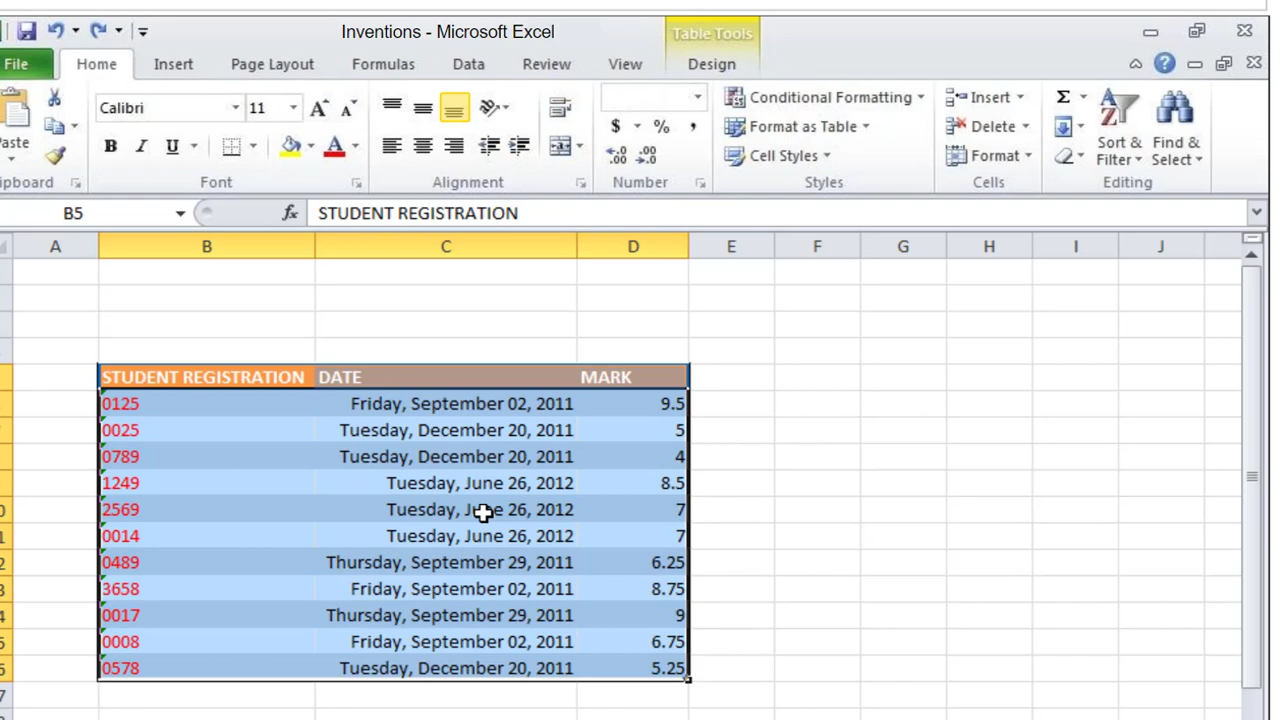 Inventions - Microsoft Excel
Table Tools
File Home Insert Page Layout Formulas Data Review View Design
Calibri 11 A A
$ % ,
Conditional Formatting
Format as Table
Cell Styles
Insert
Delete
Format
Σ
Sort & Filter
Find & Select
Paste
B I U A
.00 .00
ipboard Font Alignment Number Styles Cells Editing
B5 fx STUDENT REGISTRATION
A B C D E F G H I J
STUDENT REGISTRATION DATE MARK
0125 Friday, September 02, 2011 9.5
0025 Tuesday, December 20, 2011 5
0789 Tuesday, December 20, 2011 4
1249 Tuesday, June 26, 2012 8.5
2569 Tuesday, June 26, 2012 7
0014 Tuesday, June 26, 2012 7
0489 Thursday, September 29, 2011 6.25
3658 Friday, September 02, 2011 8.75
0017 Thursday, September 29, 2011 9
0008 Friday, September 02, 2011 6.75
0578 Tuesday, December 20, 2011 5.25